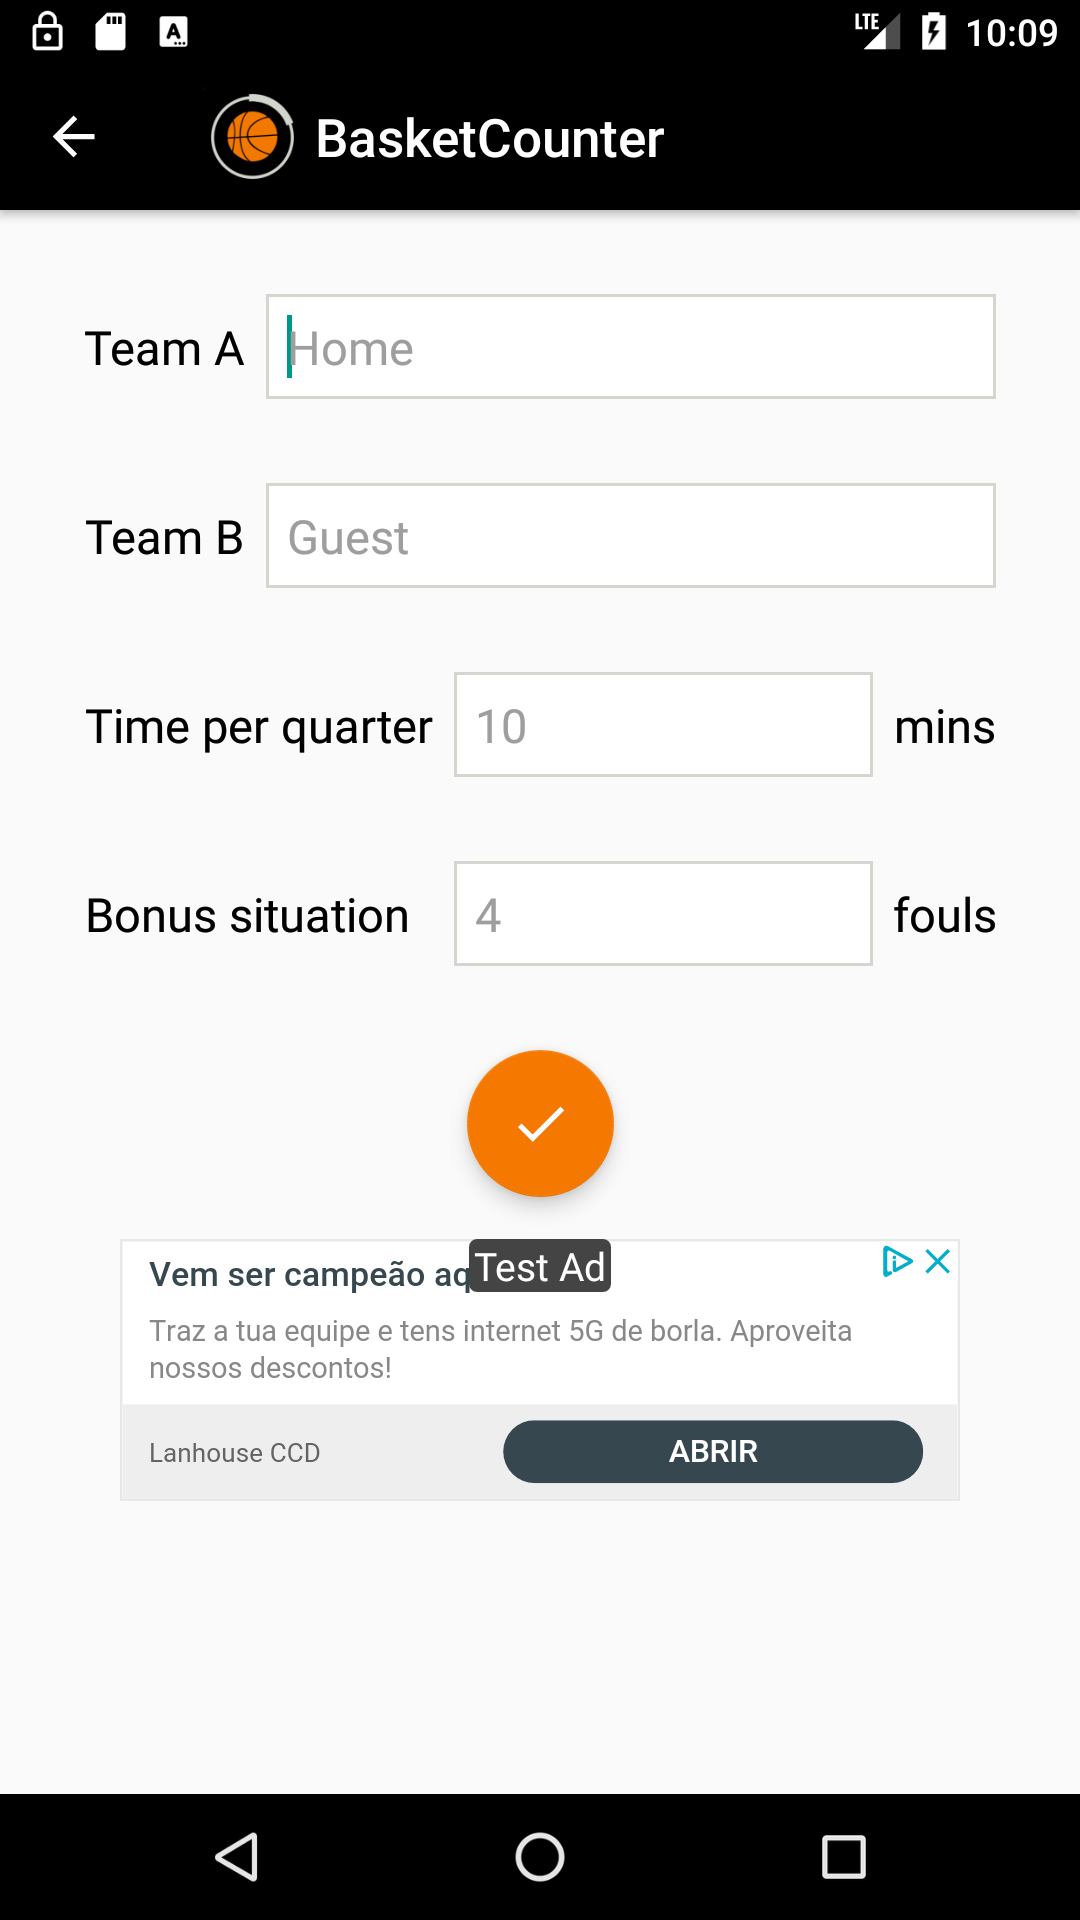 LTE 10:09
BasketCounter
Team A Home
Team B Guest
Time per quarter 10 mins
Bonus situation 4 fouls
Test Ad
Vem ser campeão
Traz a tua equipe e tens internet 5G de borla. Aproveita
nossos descontos!
Lanhouse CCD ABRIR